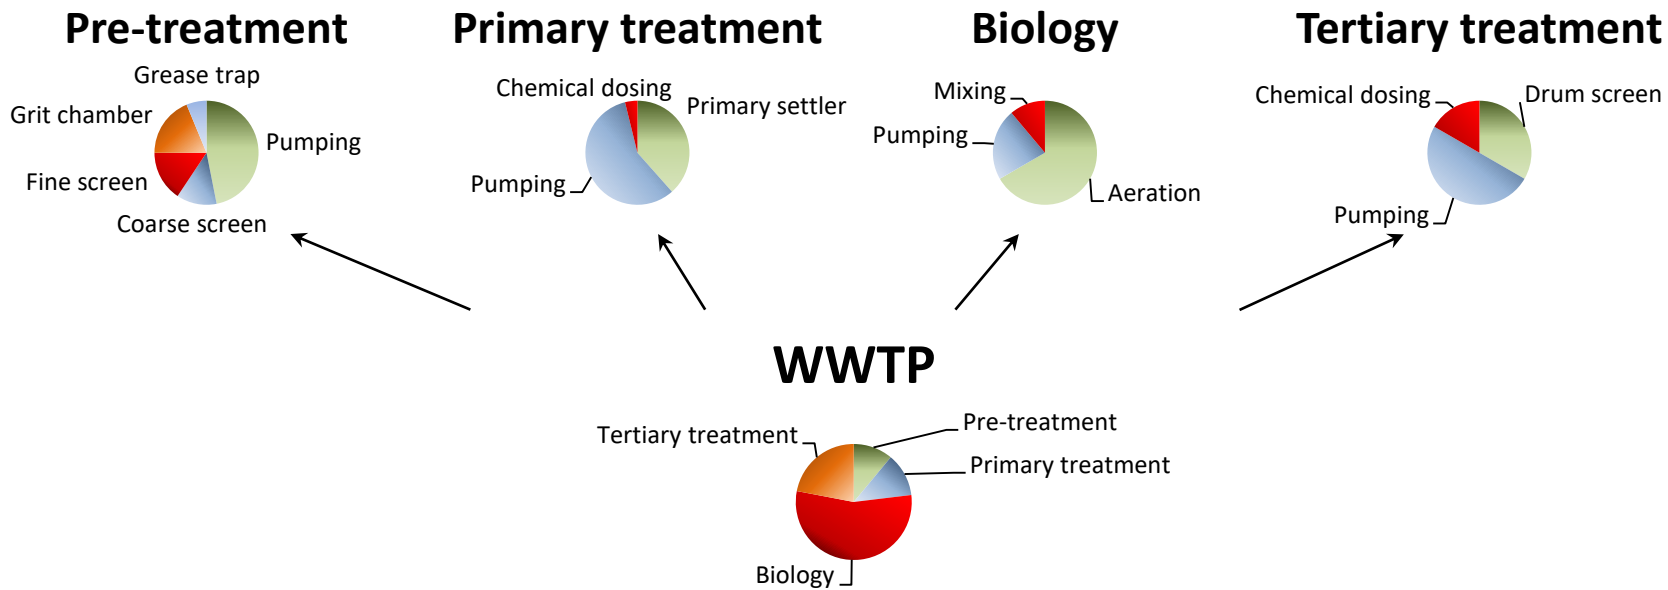 Pre-treatment
Grease trap
Grit chamber
Pumping
Fine screen
Coarse screen
Primary treatment
Chemical dosing
Primary settler
Pumping
Biology
Mixing
Pumping
Aeration
Tertiary treatment
Chemical dosing
Drum screen
Pumping
WWTP
Tertiary treatment
Pre-treatment
Primary treatment
Biology